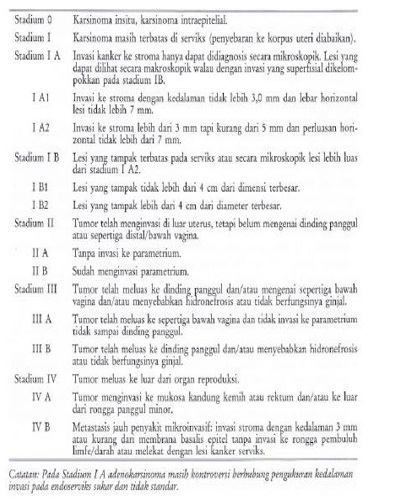 Stadium 0 Karsinoma insitu, karsinoma intraepitelial.
Stadium I Karsinoma masih terbatas di serviks (penyebaran ke korpus uteri diabaikan).
Stadium I A Invasi kanker ke stroma hanya dapat didiagnosis secara mikroskopik. Lesi yang
dapat dilihat secara makroskopik walau dengan invasi yang superfisial dikelom-
pokkan pada stadium IB.
I A1 Invasi ke stroma dengan kedalaman tidak lebih 3,0 mm dan lebar horizontal
lesi tidak lebih 7 mm.
I A2 Invasi ke stroma lebih dari 3 mm tapi kurang dari 5 mm dan perluasan hori-
zontal tidak lebih dari 7 mm.
Stadium I B Lesi yang tampak terbatas pada serviks atau secara mikroskopik lesi lebih luas
dari stadium I A2.
I B1 Lesi yang tampak tidak lebih dari 4 cm dari dimensi terbesar.
I B2 Lesi yang tampak lebih dari 4 cm dari diameter terbesar.
Stadium II Tumor telah menginvasi di luar uterus, tetapi belum mengenai dinding panggul
atau sepertiga distal/bawah vagina.
II A Tanpa invasi ke parametrium.
II B Sudah menginvasi parametrium.
Stadium III Tumor telah meluas ke dinding panggul dan/atau mengenai sepertiga bawah
vagina dan/atau menyebabkan hidronefrosis atau tidak berfungsinya ginjal.
III A Tumor telah meluas ke sepertiga bawah vagina dan tidak invasi ke parametrium
tidak sampai dinding panggul.
III B Tumor telah meluas ke dinding panggul dan/atau menyebabkan hidronefrosis
atau tidak berfungsinya ginjal.
Stadium IV Tumor meluas ke luar dari organ reproduksi.
IV A Tumor menginvasi ke mukosa kandung kemih atau rektum dan/atau ke luar
dari rongga panggul minor.
IV B Metastasis jauh penyakit mikroinvasif: invasi stroma dengan kedalaman 3 mm
atau kurang dari membrana basalis epitel tanpa invasi ke rongga pembuluh
limfe/darah atau melekat dengan lesi kanker serviks.
Catatan: Pada Stadium I A adenokarsinoma masih kontroversi berhubung pengukuran kedalaman
invasi pada endoserviks sukar dan tidak standar.